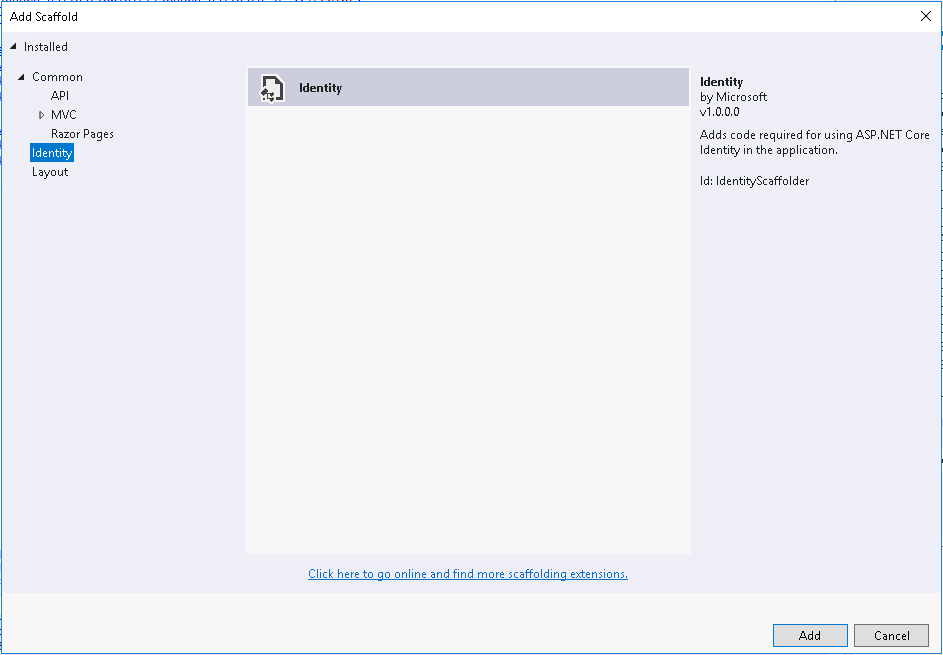 Add Scaffold
Installed
Common
API
MVC
Razor Pages
Identity
Layout
Identity
Identity
by Microsoft
v1.0.0.0
Adds code required for using ASP.NET Core
Identity in the application.
Id: IdentityScaffolder
Click here to go online and find more scaffolding extensions.
Add
Cancel